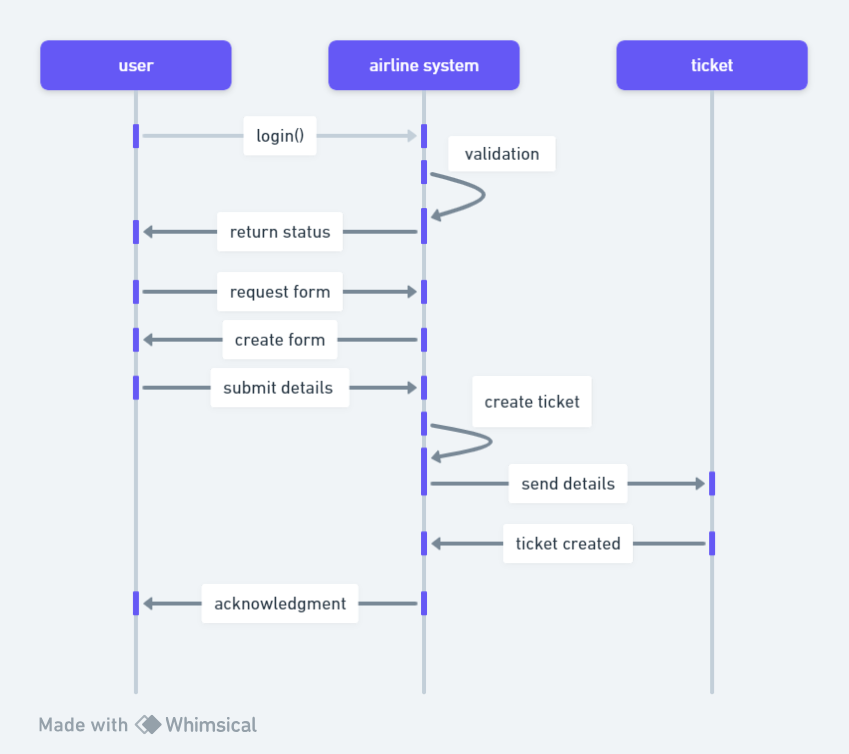 user
airline system
ticket
login()
validation
return status
request form
create form
submit details
create ticket
send details
ticket created
acknowledgment
Made with Whimsical